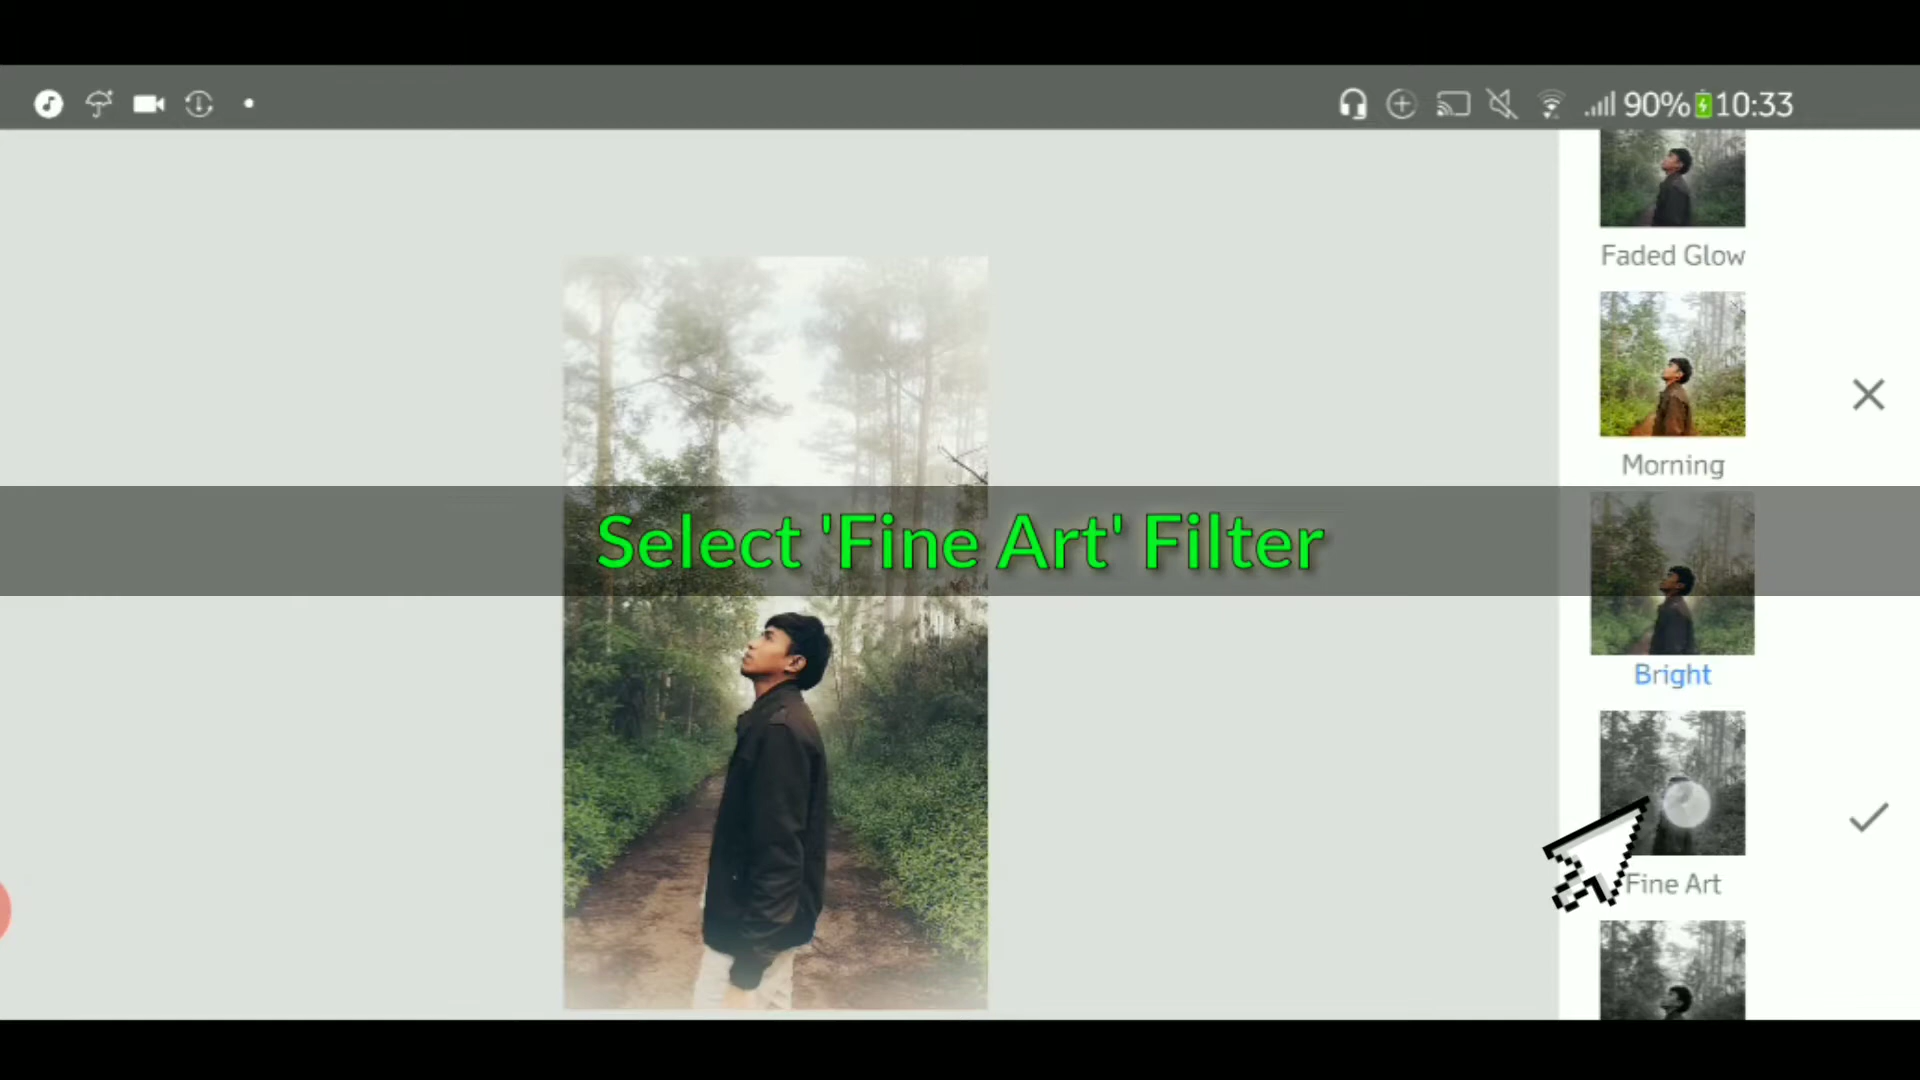 90% 10:33
Faded Glow
Morning
Select 'Fine Art' Filter
Bright
Fine Art